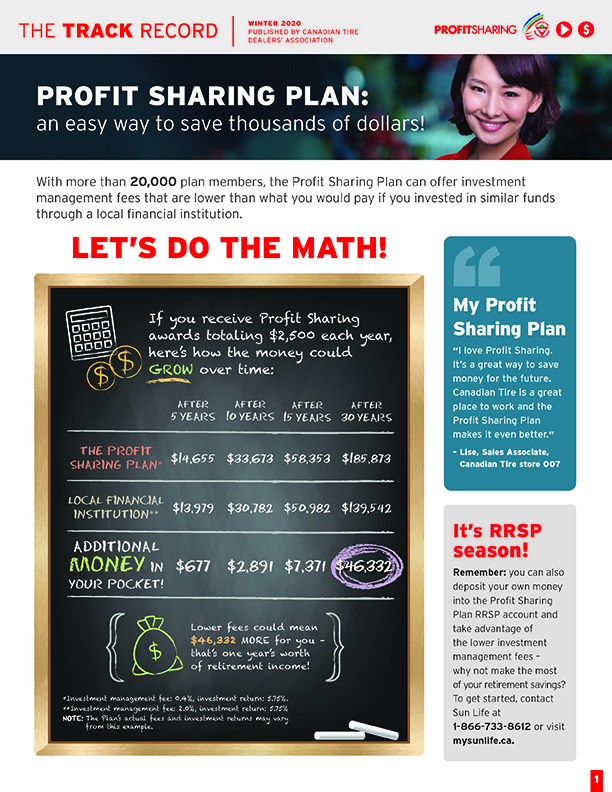 THE TRACK RECORD
WINTER 2020
PUBLISHED BY CANADIAN TIRE
DEALERS' ASSOCIATION
PROFITSHARING
PROFIT SHARING PLAN:
an easy way to save thousands of dollars!
With more than 20,000 plan members, the Profit Sharing Plan can offer investment
management fees that are lower than what you would pay if you invested in similar funds
through a local financial institution.
LET'S DO THE MATH!
If you receive Profit Sharing
awards totaling $2,500 each year,
here's how the money could
GROW over time:
AFTER AFTER AFTER AFTER
5 YEARS 10 YEARS 15 YEARS 30 YEARS
THE PROFIT
SHARING PLAN* $14,655 $33,673 $58,353 $185,873
LOCAL FINANCIAL
INSTITUTION** $13,979 $30,782 $50,982 $139,542
ADDITIONAL
MONEY IN $677 $2,891 $7,371 $46,332
YOUR POCKET!
$
Lower fees could mean
$46,332 MORE for you –
that's one year's worth
of retirement income!
*Investment management fee: 0.4%, investment return: 5.75%.
**Investment management fee: 2.0%, investment return: 5.75%
NOTE: The Plan's actual fees and investment returns may vary
from this example.
My Profit
Sharing Plan
"I love Profit Sharing.
It's a great way to save
money for the future.
Canadian Tire is a great
place to work and the
Profit Sharing Plan
makes it even better."
- Lise, Sales Associate,
Canadian Tire store 007
It's RRSP
season!
Remember: you can also
deposit your own money
into the Profit Sharing
Plan RRSP account and
take advantage of
the lower investment
management fees –
why not make the most
of your retirement savings?
To get started, contact
Sun Life at
1-866-733-8612 or visit
mysunlife.ca.
1